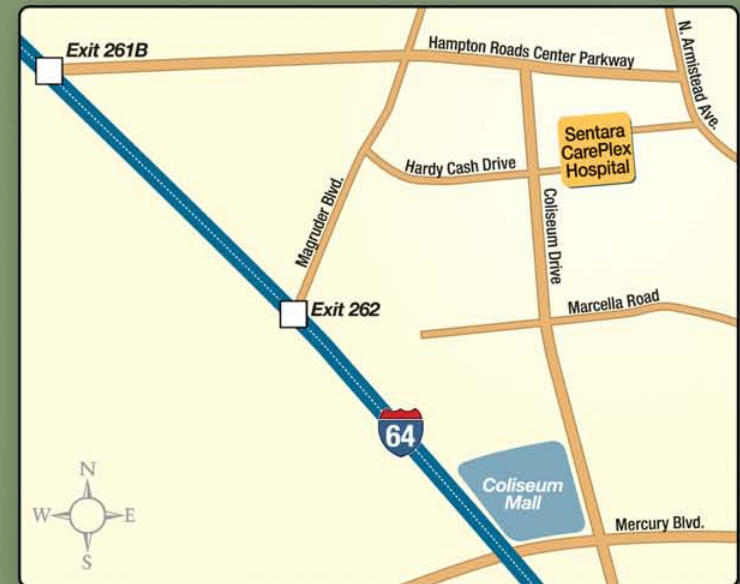 Exit 261B
Hampton Roads Center Parkway
N. Armistead Ave.
Sentara
CarePlex
Hospital
Hardy Cash Drive
Magruder Blvd.
Coliseum Drive
Exit 262
Marcella Road
64
Coliseum
Mall
Mercury Blvd.
N
W
E
S